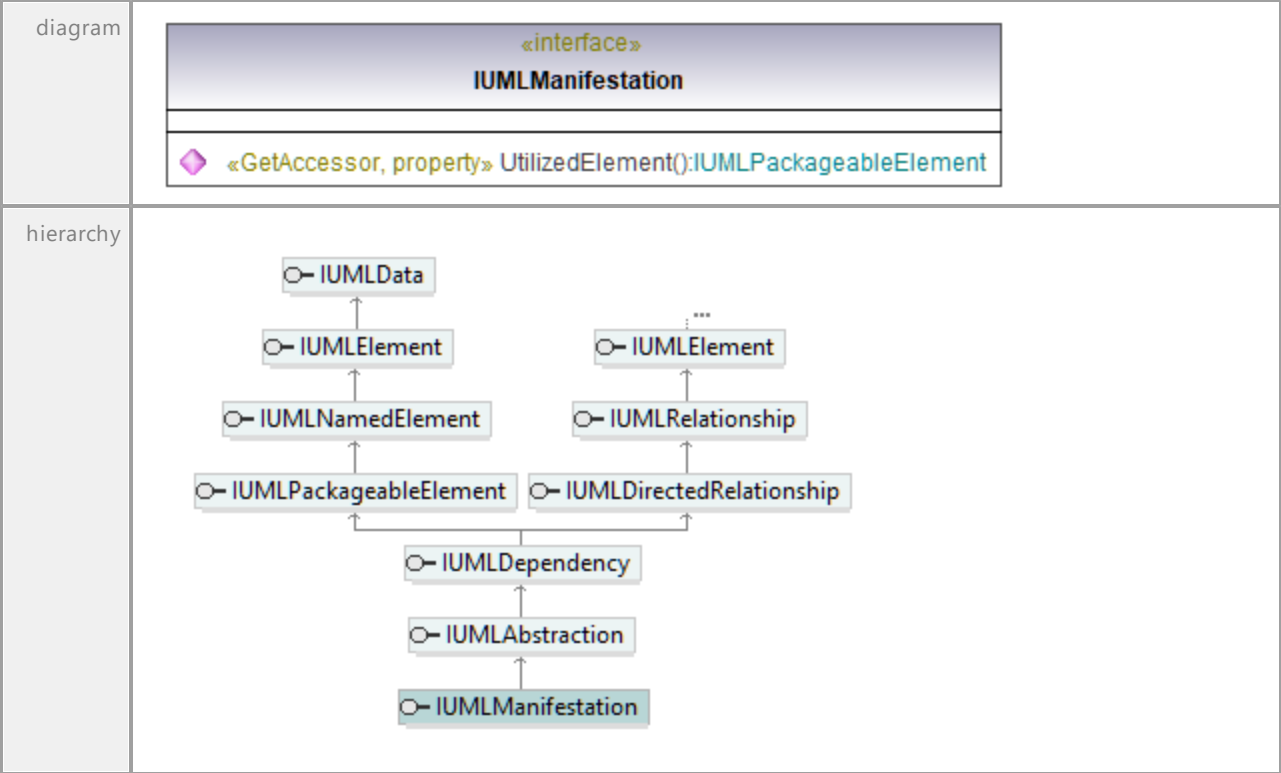 diagram
«interface»
IUMLManifestation
«GetAccessor, property» UtilizedElement():IUMLPackageableElement
hierarchy
IUMLData
...
IUMLElement
IUMLElement
IUMLNamedElement
IUMLRelationship
IUMLPackageableElement
IUMLDirectedRelationship
IUMLDependency
IUMLAbstraction
IUMLManifestation